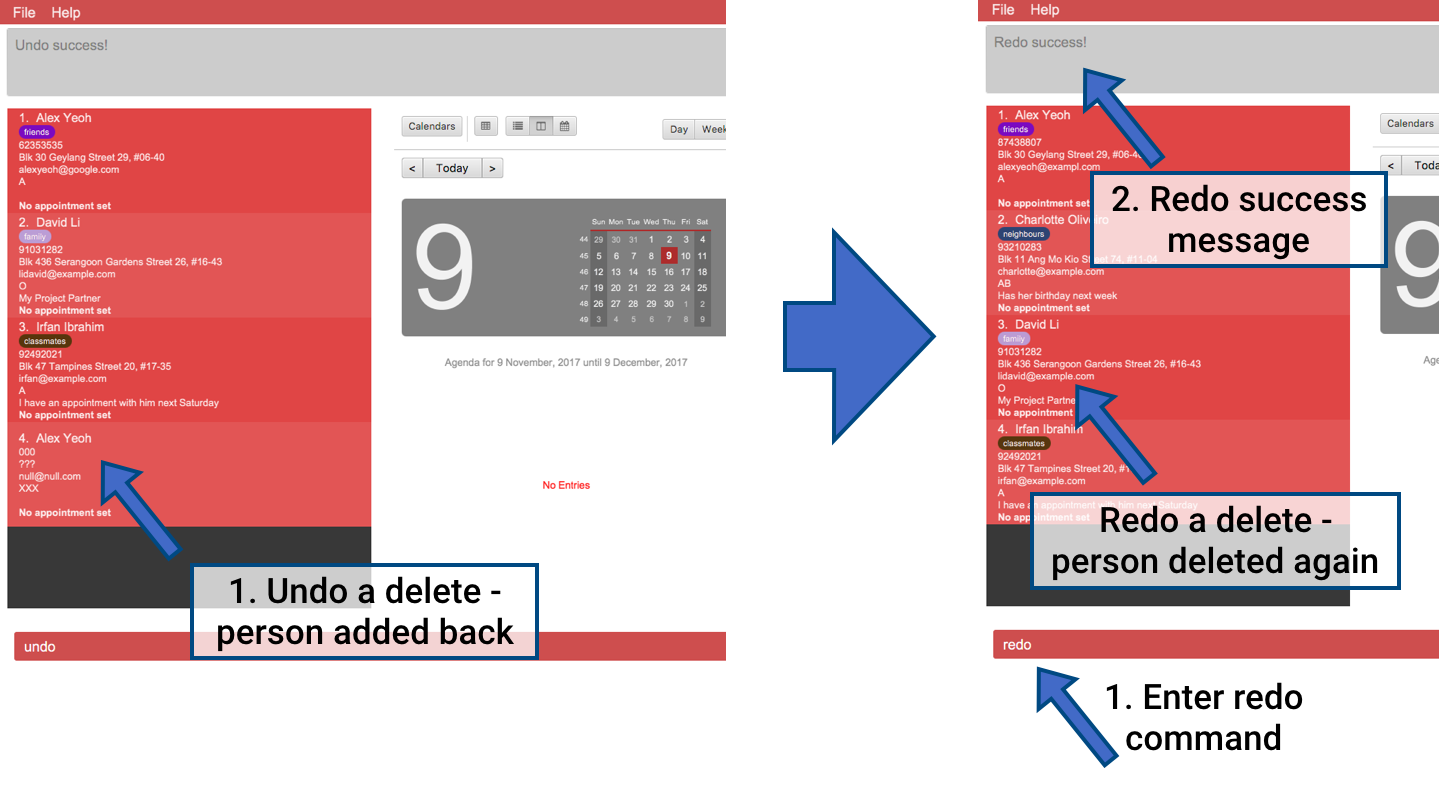 File Help
Undo success!
1. Alex Yeoh
friends
62353535
Blk 30 Geylang Street 29, #06-40
alexyeoh@google.com
A
No appointment set
2. David Li
family
91031282
Blk 436 Serangoon Gardens Street 26, #16-43
lidavid@example.com
O
My Project Partner
No appointment set
3. Irfan Ibrahim
classmates
92492021
Blk 47 Tampines Street 20, #17-35
irfan@example.com
A
I have an appointment with him next Saturday
No appointment set
4. Alex Yeoh
000
???
null@null.com
XXX
No appointment set
1. Undo a delete -
person added back
undo
Calendars
Day Week
< Today >
9
Sun Mon Tue Wed Thu Fri Sat
44 29 30 31 1 2 3 4
45 5 6 7 8 9 10 11
46 12 13 14 15 16 17 18
47 19 20 21 22 23 24 25
48 26 27 28 29 30 1 2
49 3 4 5 6 7 8 9
Agenda for 9 November, 2017 until 9 December, 2017
No Entries
File Help
Redo success!
1. Alex Yeoh
friends
87438807
Blk 30 Geylang Street 29, #06-40
alexyeoh@exampl.com
A
No appointment set
2. Charlotte Oliveiro
neighbours
93210283
Blk 11 Ang Mo Kio Street 74, #11-04
charlotte@example.com
AB
Has her birthday next week
No appointment set
3. David Li
family
91031282
Blk 436 Serangoon Gardens Street 26, #16-43
lidavid@example.com
O
My Project Partne
No appointment
4. Irfan Ibrahim
classmates
92492021
Blk 47 Tampines Street 20, #1
irfan@example.com
A
I have an appointment with him next Saturday
No appointment set
2. Redo success
message
Redo a delete -
person deleted again
redo
1. Enter redo
command
Calendars
< Toda
9
Age